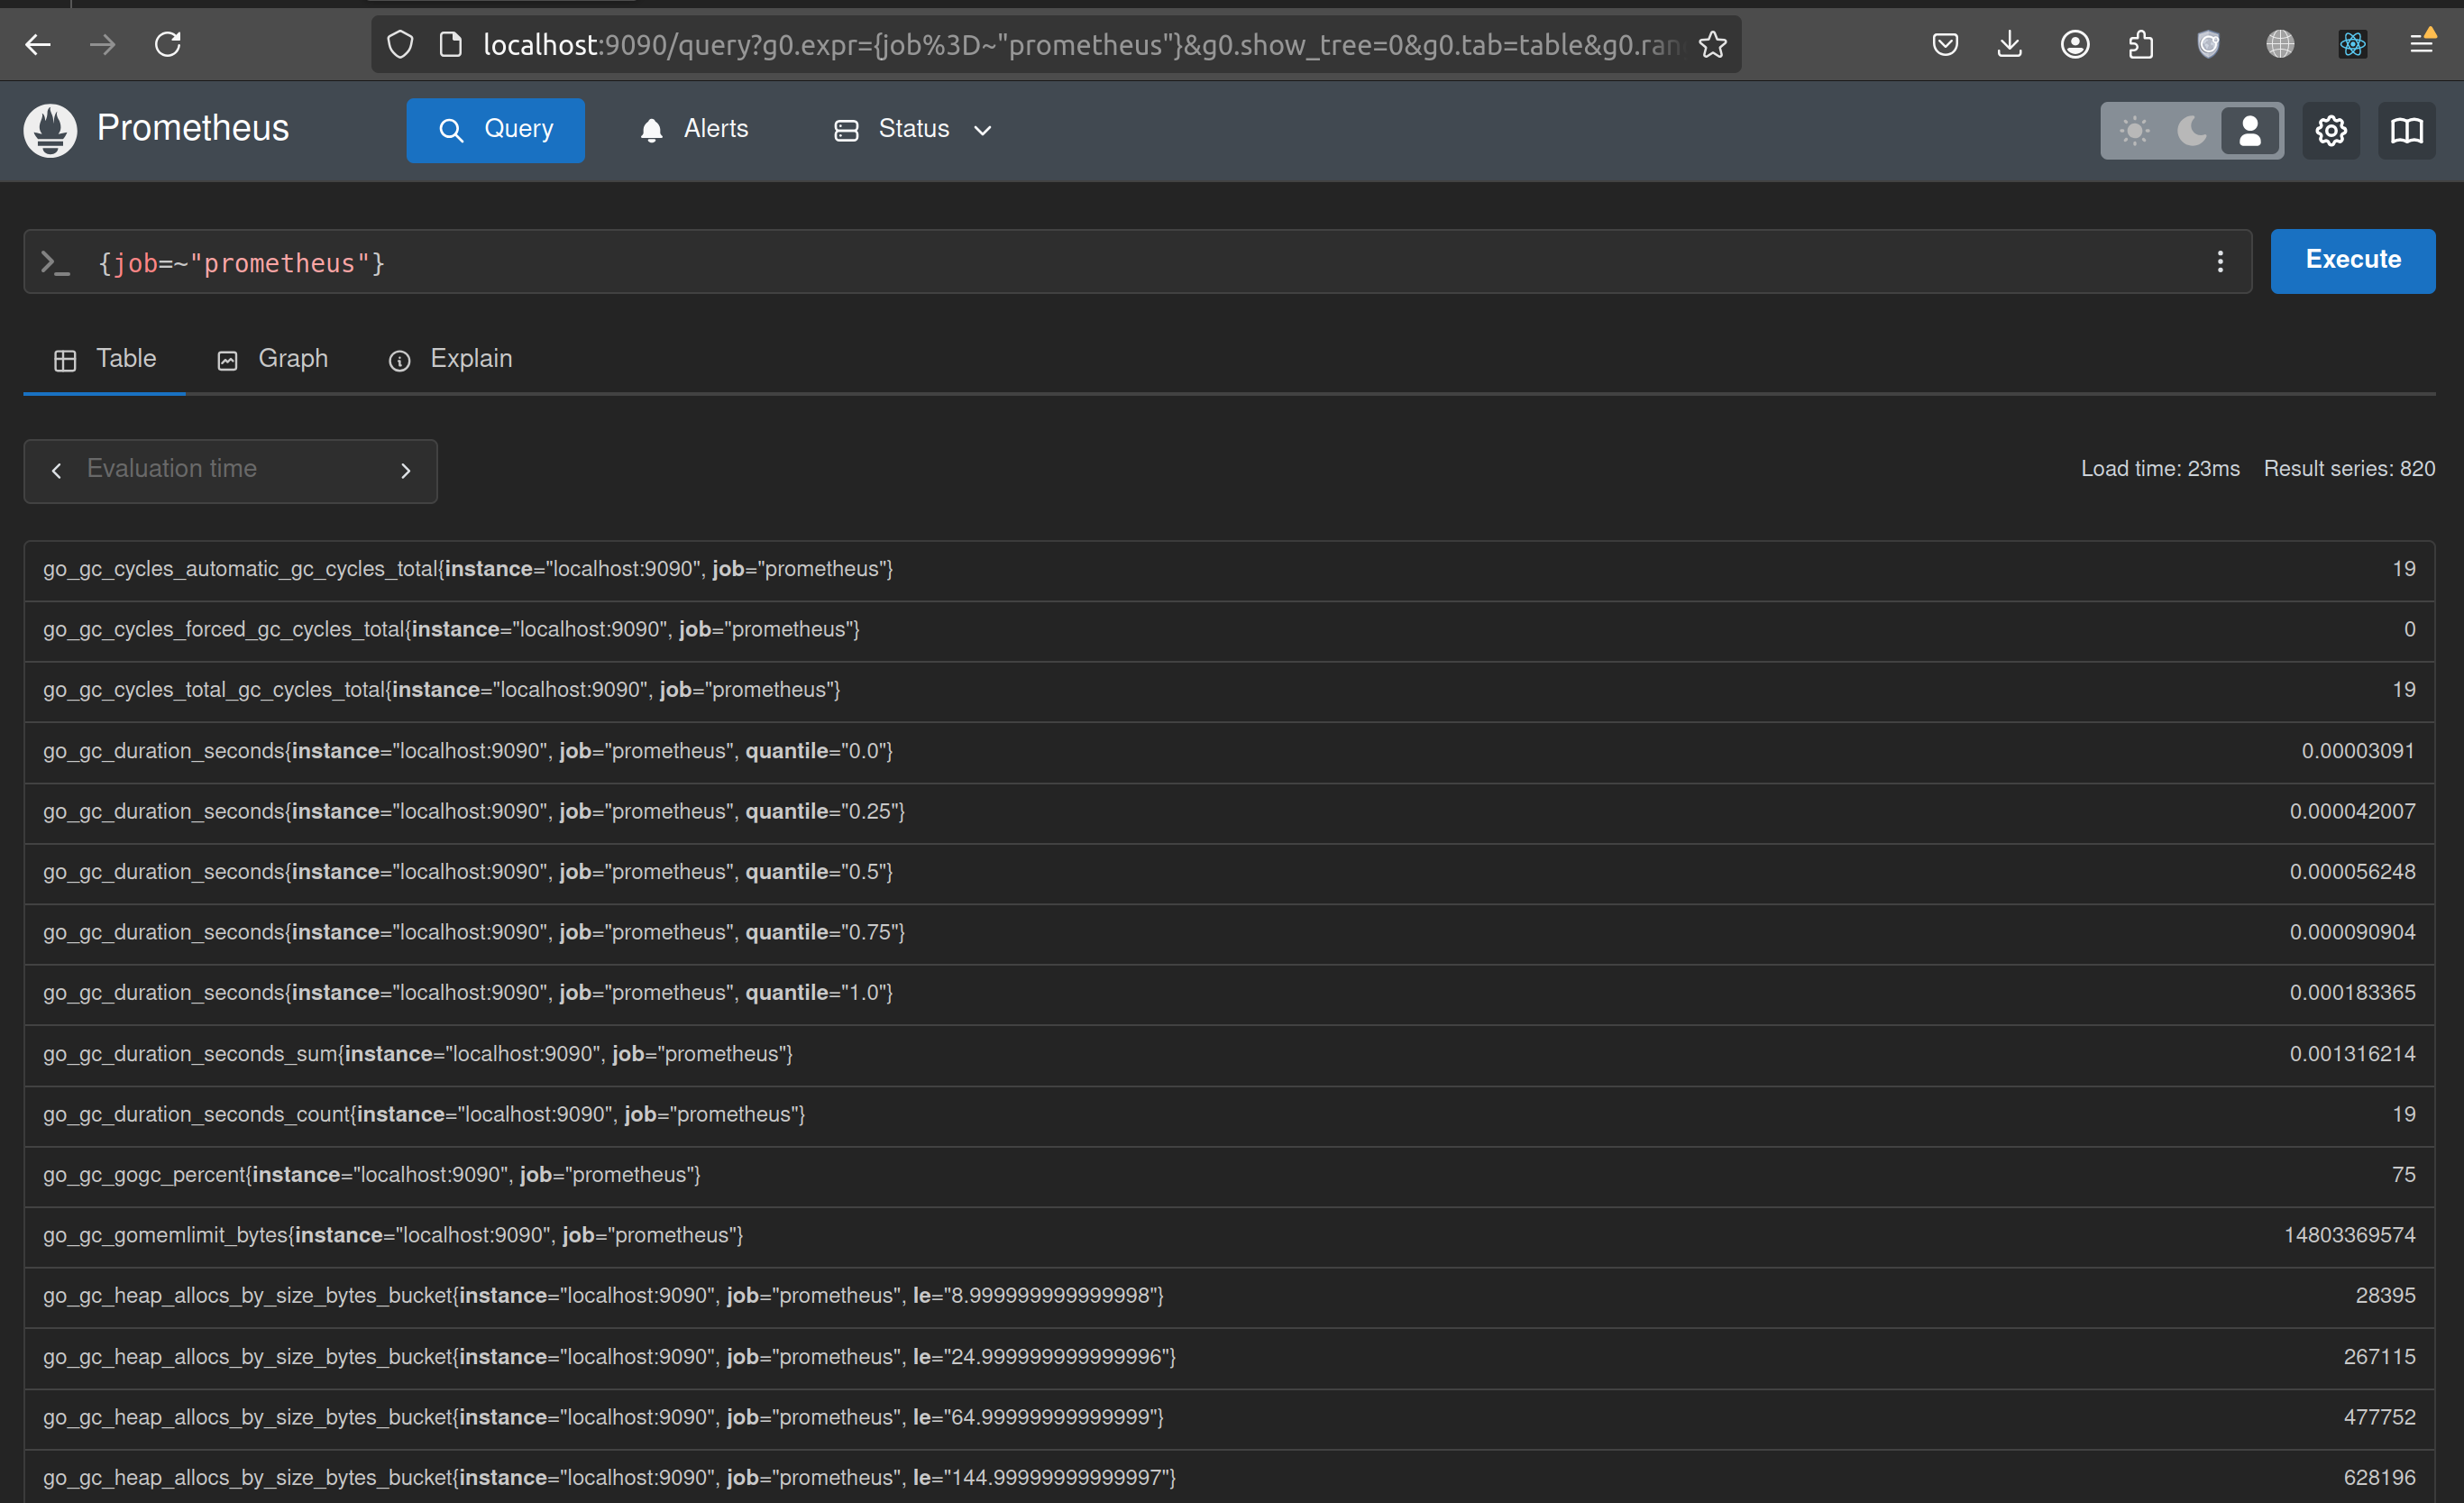 localhost:9090/query?g0.expr={job%3D~"prometheus"}&g0.show_tree=0&g0.tab=table&g0.ran
Prometheus Query Alerts Status
{job=~"prometheus"} Execute
Table Graph Explain
Evaluation time Load time: 23ms Result series: 820
go_gc_cycles_automatic_gc_cycles_total{instance="localhost:9090", job="prometheus"} 19
go_gc_cycles_forced_gc_cycles_total{instance="localhost:9090", job="prometheus"} 0
go_gc_cycles_total_gc_cycles_total{instance="localhost:9090", job="prometheus"} 19
go_gc_duration_seconds{instance="localhost:9090", job="prometheus", quantile="0.0"} 0.00003091
go_gc_duration_seconds{instance="localhost:9090", job="prometheus", quantile="0.25"} 0.000042007
go_gc_duration_seconds{instance="localhost:9090", job="prometheus", quantile="0.5"} 0.000056248
go_gc_duration_seconds{instance="localhost:9090", job="prometheus", quantile="0.75"} 0.000090904
go_gc_duration_seconds{instance="localhost:9090", job="prometheus", quantile="1.0"} 0.000183365
go_gc_duration_seconds_sum{instance="localhost:9090", job="prometheus"} 0.001316214
go_gc_duration_seconds_count{instance="localhost:9090", job="prometheus"} 19
go_gc_gogc_percent{instance="localhost:9090", job="prometheus"} 75
go_gc_gomemlimit_bytes{instance="localhost:9090", job="prometheus"} 14803369574
go_gc_heap_allocs_by_size_bytes_bucket{instance="localhost:9090", job="prometheus", le="8.999999999999998"} 28395
go_gc_heap_allocs_by_size_bytes_bucket{instance="localhost:9090", job="prometheus", le="24.999999999999996"} 267115
go_gc_heap_allocs_by_size_bytes_bucket{instance="localhost:9090", job="prometheus", le="64.99999999999999"} 477752
go_gc_heap_allocs_by_size_bytes_bucket{instance="localhost:9090", job="prometheus", le="144.99999999999997"} 628196